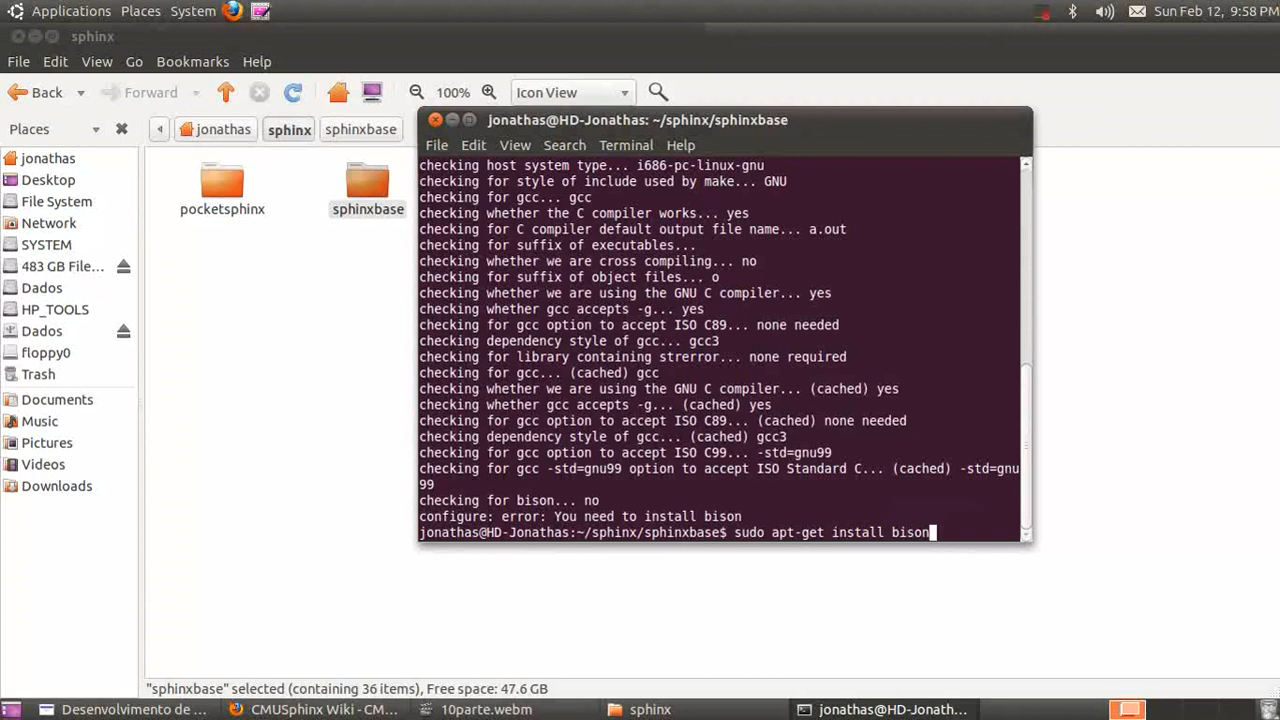 Applications Places System Sun Feb 12, 9:58 PM
sphinx
File Edit View Go Bookmarks Help
Back Forward 100% Icon View
Places jonathas sphinx sphinxbase
jonathas
Desktop
File System
Network
SYSTEM
483 GB File...
Dados
HP_TOOLS
Dados
floppy0
Trash
Documents
Music
Pictures
Videos
Downloads
pocketsphinx sphinxbase
jonathas@HD-Jonathas: ~/sphinx/sphinxbase
File Edit View Search Terminal Help
checking host system type... i686-pc-linux-gnu
checking for style of include used by make... GNU
checking for gcc... gcc
checking whether the C compiler works... yes
checking for C compiler default output file name... a.out
checking for suffix of executables...
checking whether we are cross compiling... no
checking for suffix of object files... o
checking whether we are using the GNU C compiler... yes
checking whether gcc accepts -g... yes
checking for gcc option to accept ISO C89... none needed
checking dependency style of gcc... gcc3
checking for library containing strerror... none required
checking for gcc... (cached) gcc
checking whether we are using the GNU C compiler... (cached) yes
checking whether gcc accepts -g... (cached) yes
checking for gcc option to accept ISO C89... (cached) none needed
checking dependency style of gcc... (cached) gcc3
checking for gcc option to accept ISO C99... -std=gnu99
checking for gcc -std=gnu99 option to accept ISO Standard C... (cached) -std=gnu
99
checking for bison... no
configure: error: You need to install bison
jonathas@HD-Jonathas:~/sphinx/sphinxbase$ sudo apt-get install bison
"sphinxbase" selected (containing 36 items), Free space: 47.6 GB
Desenvolvimento de ... CMUSphinx Wiki - CM... 10parte.webm sphinx jonathas@HD-Jonath...